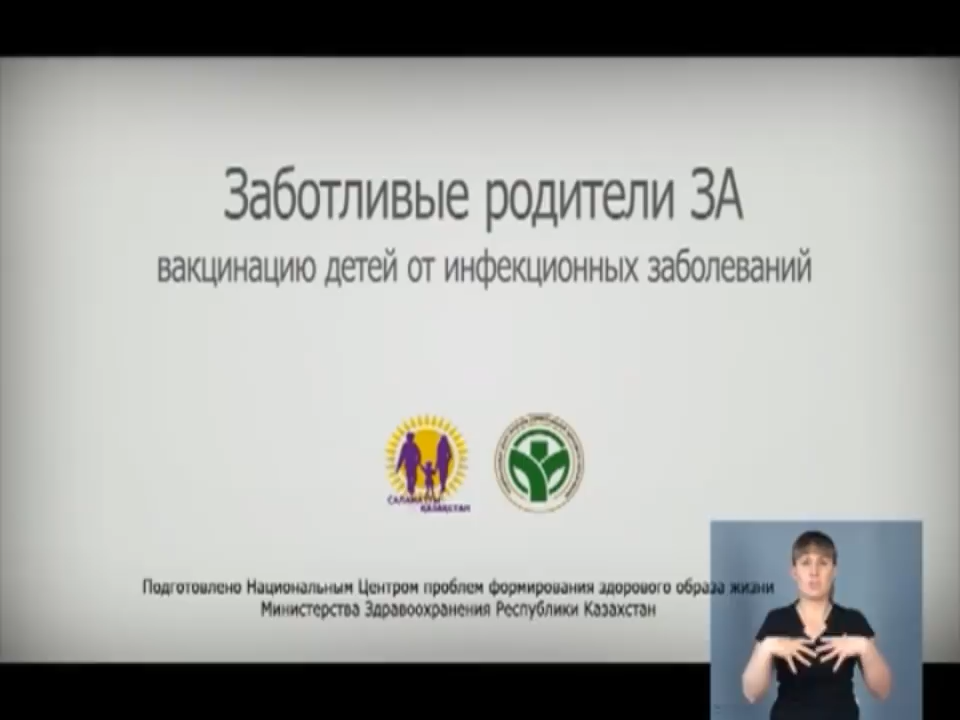 Заботливые родители ЗА
вакцинацию детей от инфекционных заболеваний
САЛАМАТТЫ
ҚАЗАҚСТАН
Подготовлено Национальным Центром проблем формирования здорового образа жизни
Министерства Здравоохранения Республики Казахстан